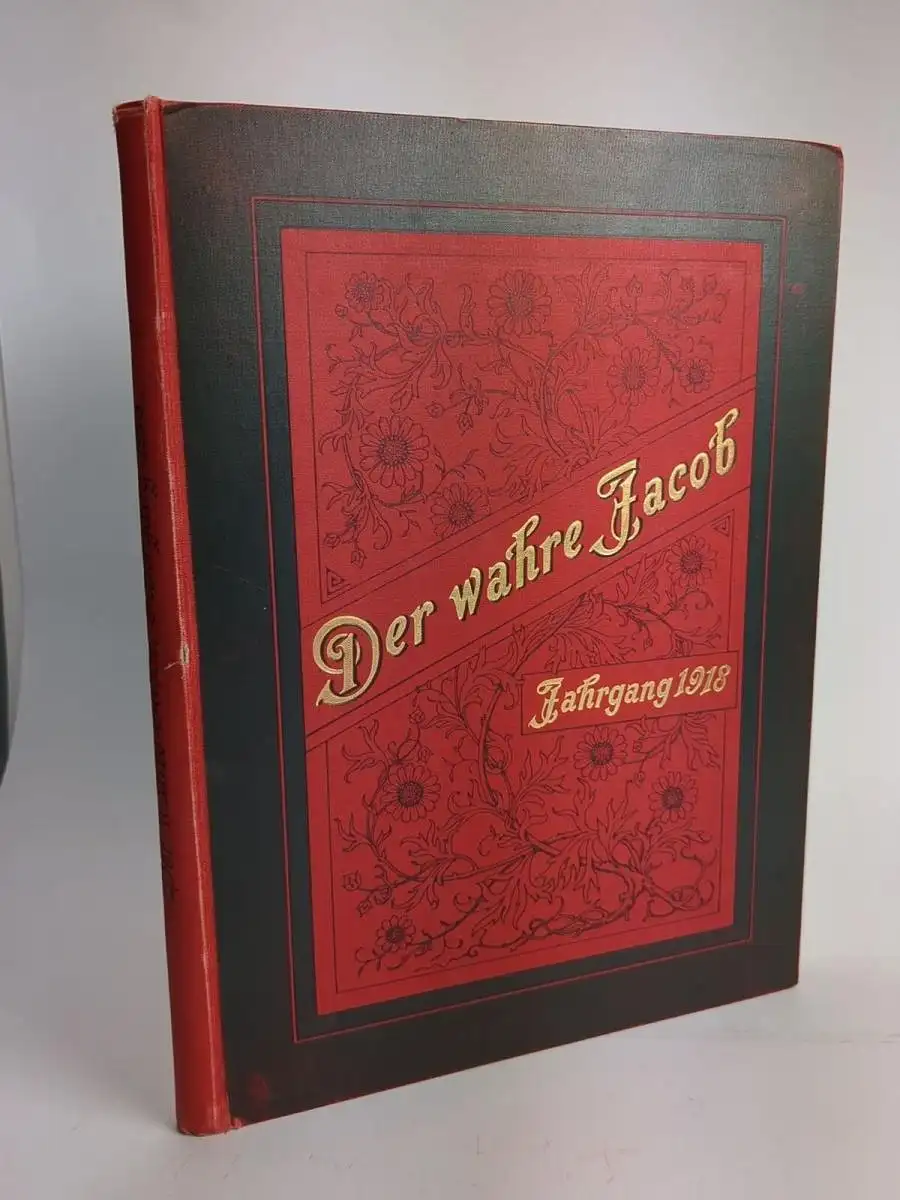 Der wahre Jacob
Jahrgang 1918